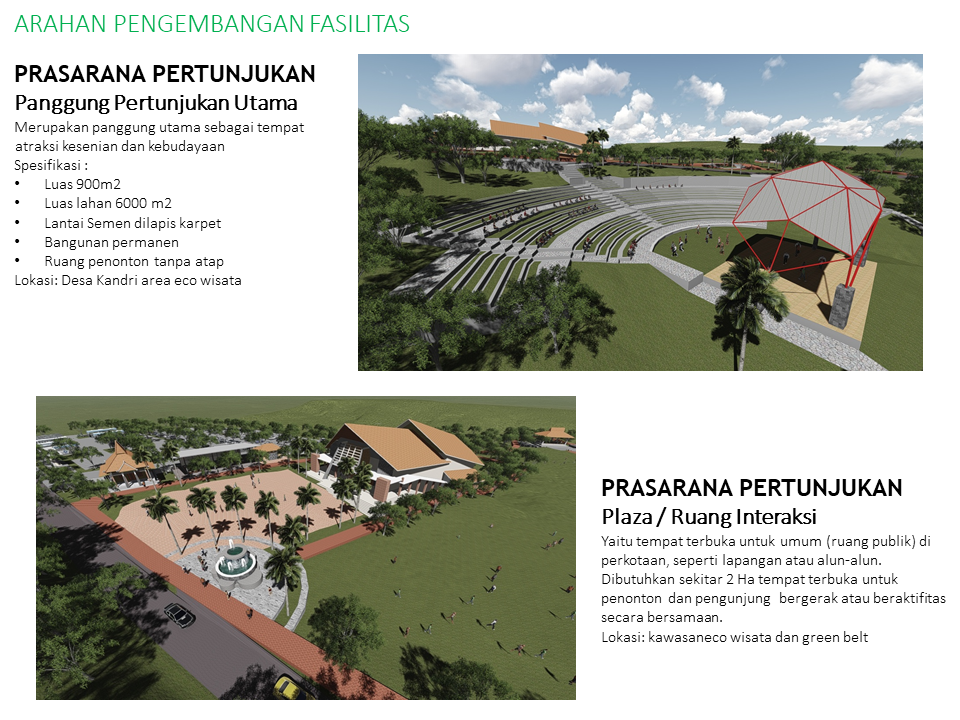 ARAHAN PENGEMBANGAN FASILITAS
PRASARANA PERTUNJUKAN
Panggung Pertunjukan Utama
Merupakan panggung utama sebagai tempat
atraksi kesenian dan kebudayaan
Spesifikasi :
• Luas 900m2
• Luas lahan 6000 m2
• Lantai Semen dilapis karpet
• Bangunan permanen
• Ruang penonton tanpa atap
Lokasi: Desa Kandri area eco wisata
PRASARANA PERTUNJUKAN
Plaza / Ruang Interaksi
Yaitu tempat terbuka untuk umum (ruang publik) di
perkotaan, seperti lapangan atau alun-alun.
Dibutuhkan sekitar 2 Ha tempat terbuka untuk
penonton dan pengunjung bergerak atau beraktifitas
secara bersamaan.
Lokasi: kawasaneco wisata dan green belt